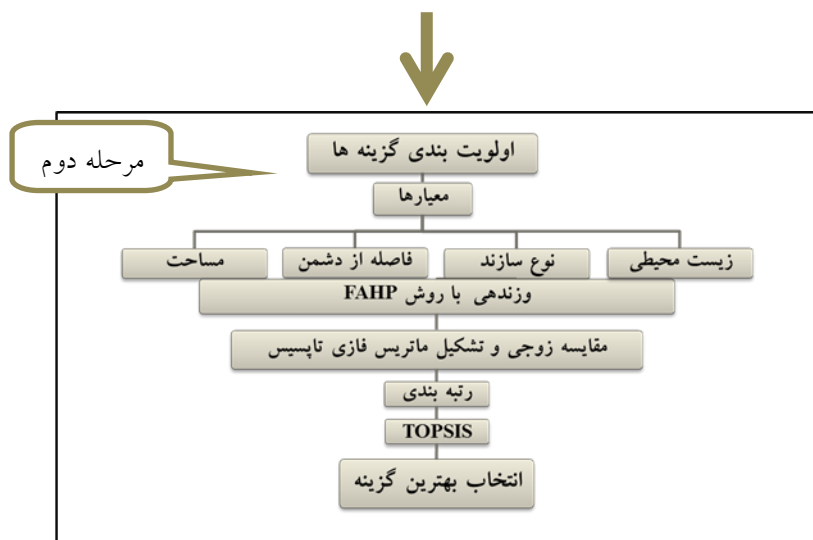 مرحله دوم
اولویت بندی گزینه ها
معیارها
زیست محیطی
نوع سازند
فاصله از دشمن
مساحت
وزندهی با روش FAHP
مقایسه زوجی و تشکیل ماتریس فازی تاپسیس
رتبه بندی
TOPSIS
انتخاب بهترین گزینه